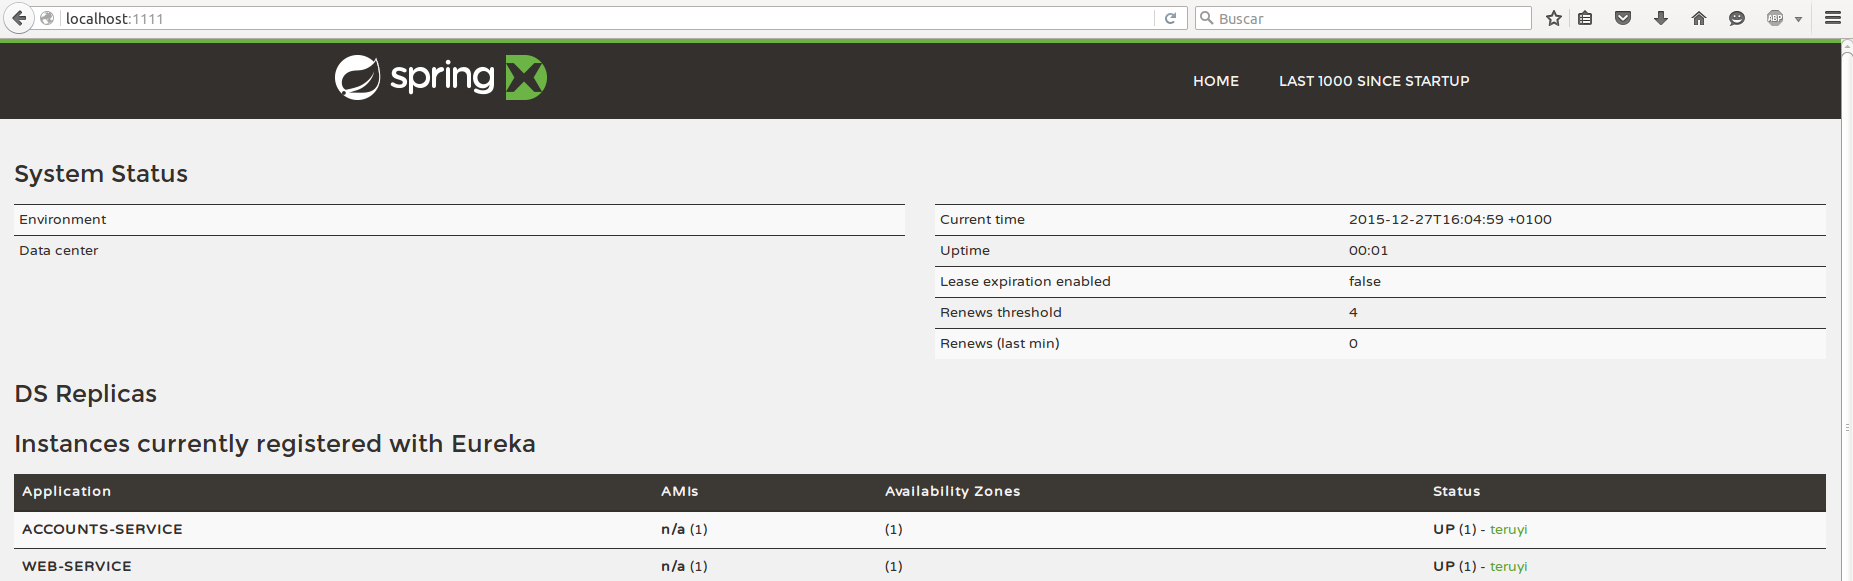 localhost:1111
Buscar
ABP
spring
HOME LAST 1000 SINCE STARTUP
System Status
Environment
Data center
Current time 2015-12-27T16:04:59 +0100
Uptime 00:01
Lease expiration enabled false
Renews threshold 4
Renews (last min) 0
DS Replicas
Instances currently registered with Eureka
Application AMIs Availability Zones Status
ACCOUNTS-SERVICE n/a (1) (1) UP (1) - teruyi
WEB-SERVICE n/a (1) (1) UP (1) - teruyi